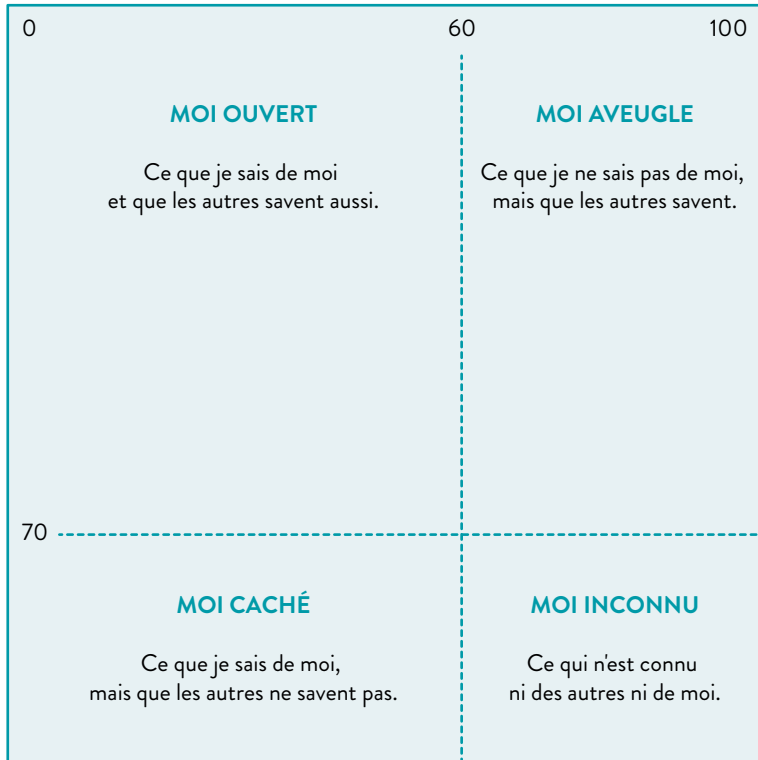 0 60 100
MOI OUVERT
Ce que je sais de moi
et que les autres savent aussi.
MOI AVEUGLE
Ce que je ne sais pas de moi,
mais que les autres savent.
70
MOI CACHÉ
Ce que je sais de moi,
mais que les autres ne savent pas.
MOI INCONNU
Ce qui n'est connu
ni des autres ni de moi.